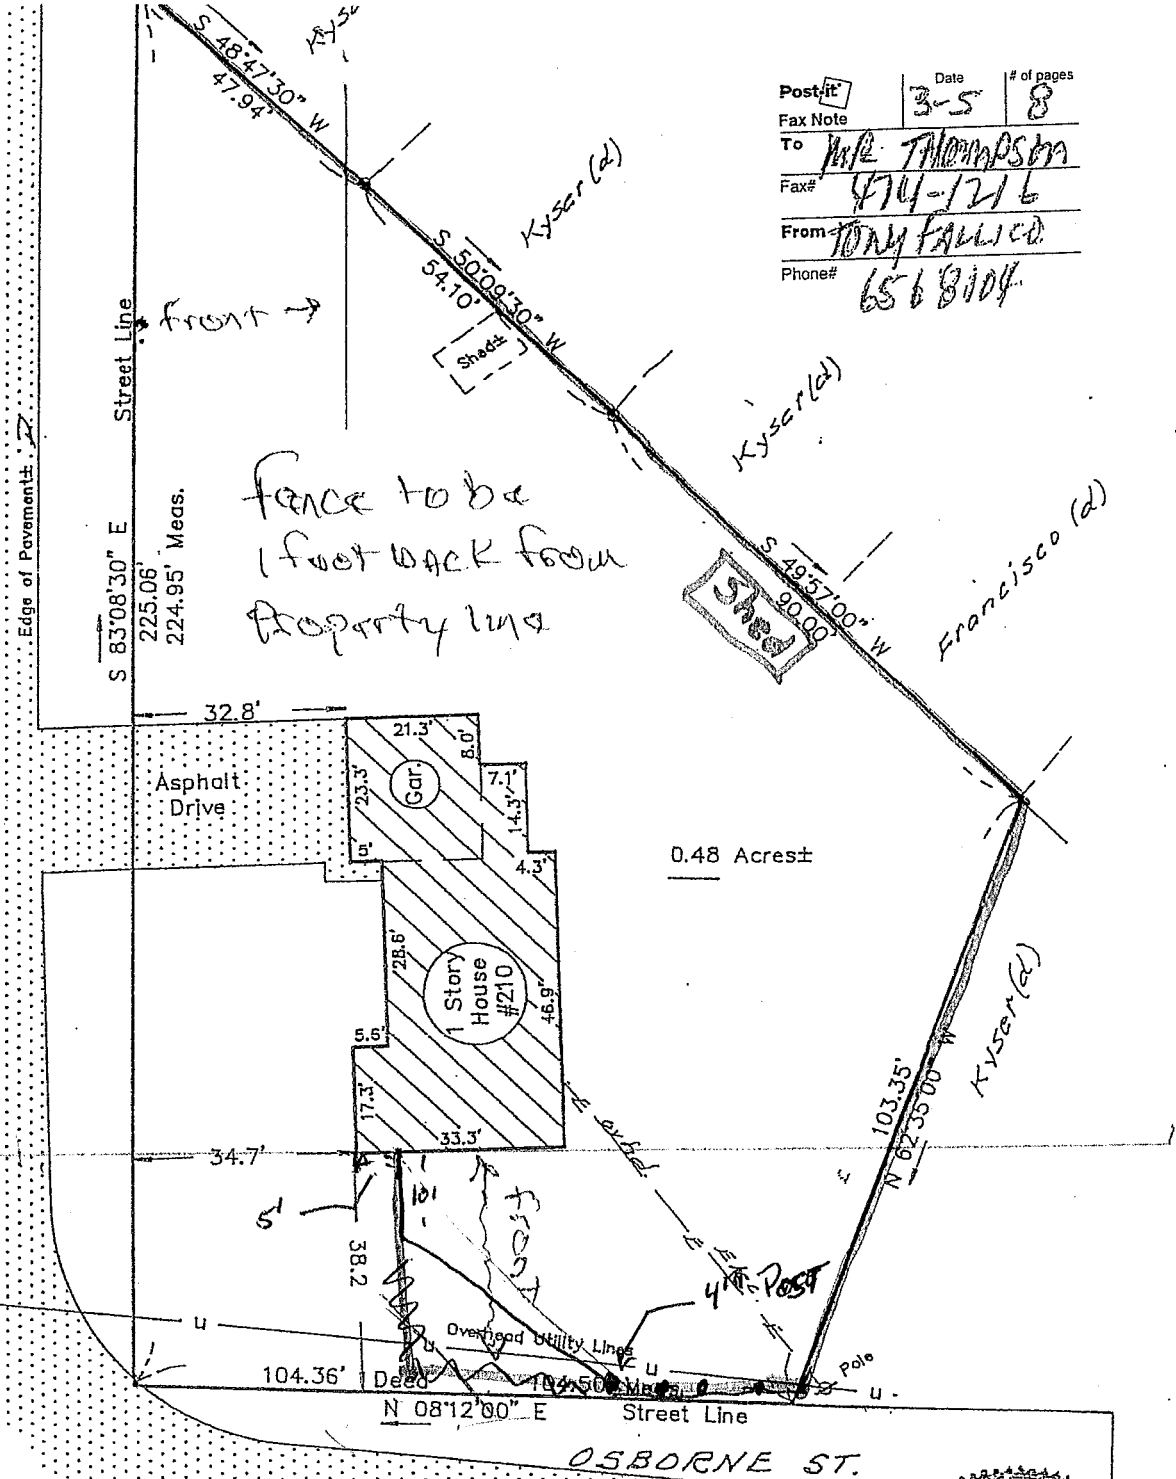 S 48°47'30" W
47.94'
Post-it
Fax Note
Date
3-5
# of pages
8
To MR. THOMPSON
Fax# 474-1216
From TONY FALLICO
Phone# 656 8104
Kyser (d)
S 50°09'30" W
54.10'
Shed±
Street Line
front →
Kyser (d)
Edge of Pavement±
S 83°08'30" E
225.06'
224.95' Meas.
fence to be
1 foot BACK from
Property line
S 49°57'00" W
90.00'
Shed
Francisco (d)
32.8'
21.3'
8.0'
Gar.
23.3'
7.1'
14.3'
5'
4.3'
Asphalt
Drive
0.48 Acres±
28.6'
1 Story
House
#210
46.9'
5.5'
17.3'
33.3'
34.7'
Kyser (d)
103.35'
N 62°35'00" W
E ovhd
E
E
E
5'
10'
38.2
front
4" Post
u
Overhead Utility Lines
u
u
Pole
u
104.36' Deed
104.50' Meas.
N 08°12'00" E
Street Line
OSBORNE ST.